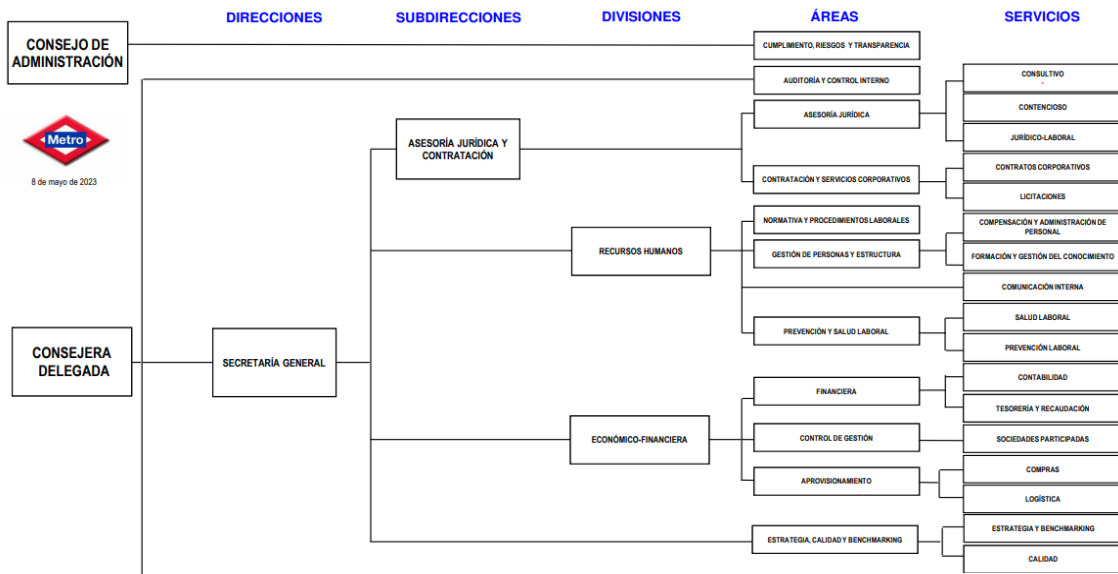 DIRECCIONES
SUBDIRECCIONES
DIVISIONES
ÁREAS
SERVICIOS
CONSEJO DE
ADMINISTRACIÓN
CUMPLIMIENTO, RIESGOS Y TRANSPARENCIA
AUDITORÍA Y CONTROL INTERNO
Metro
8 de mayo de 2023
ASESORÍA JURÍDICA Y
CONTRATACIÓN
ASESORÍA JURÍDICA
CONSULTIVO
-
CONTENCIOSO
JURÍDICO-LABORAL
CONTRATACIÓN Y SERVICIOS CORPORATIVOS
CONTRATOS CORPORATIVOS
LICITACIONES
RECURSOS HUMANOS
NORMATIVA Y PROCEDIMIENTOS LABORALES
GESTIÓN DE PERSONAS Y ESTRUCTURA
COMPENSACIÓN Y ADMINISTRACIÓN DE
PERSONAL
FORMACIÓN Y GESTIÓN DEL CONOCIMIENTO
COMUNICACIÓN INTERNA
PREVENCIÓN Y SALUD LABORAL
SALUD LABORAL
PREVENCIÓN LABORAL
CONSEJERA
DELEGADA
SECRETARÍA GENERAL
ECONÓMICO-FINANCIERA
FINANCIERA
CONTABILIDAD
TESORERÍA Y RECAUDACIÓN
CONTROL DE GESTIÓN
SOCIEDADES PARTICIPADAS
APROVISIONAMIENTO
COMPRAS
LOGÍSTICA
ESTRATEGIA, CALIDAD Y BENCHMARKING
ESTRATEGIA Y BENCHMARKING
CALIDAD